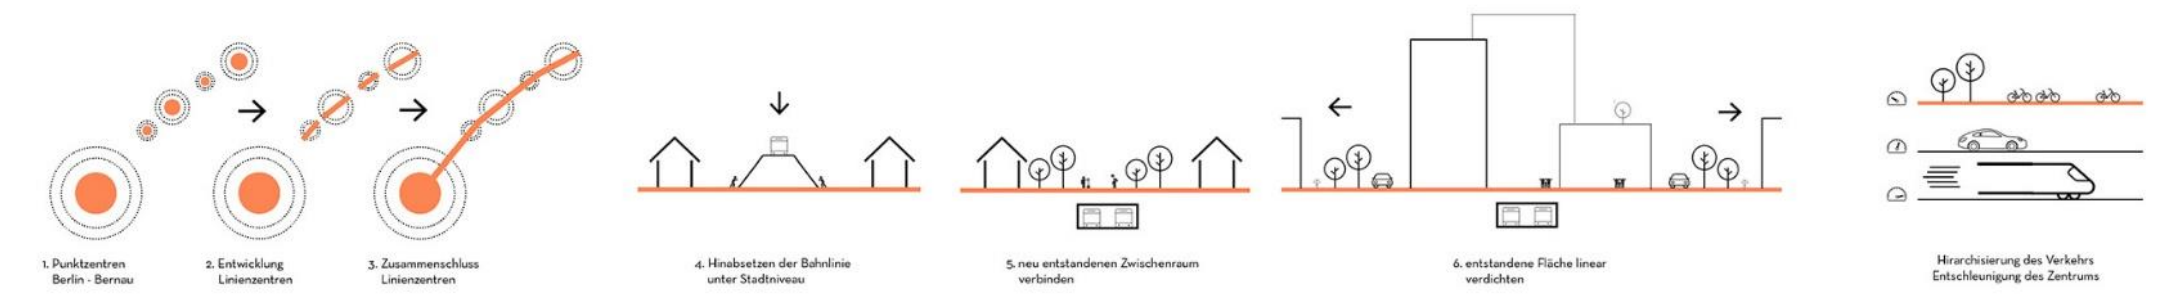 1. Punktzentren
Berlin - Bernau
2. Entwicklung
Linienzentren
3. Zusammenschluss
Linienzentren
4. Hinabsetzen der Bahnlinie
unter Stadtniveau
5. neu entstandenen Zwischenraum
verbinden
6. entstandene Fläche linear
verdichten
Hirarchisierung des Verkehrs
Entschleunigung des Zentrums